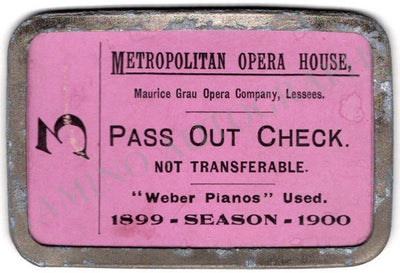 3
METROPOLITAN OPERA HOUSE,
Maurice Grau Opera Company, Lessees.
PASS OUT CHECK.
NOT TRANSFERABLE.
"Weber Pianos" Used.
1899 - SEASON - 1900